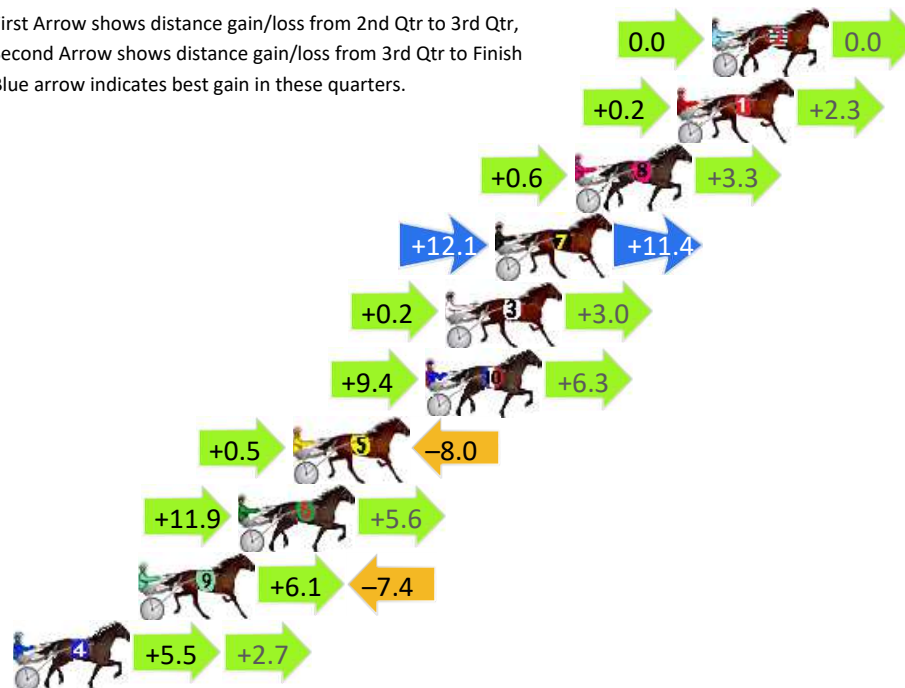 irst Arrow shows distance gain/loss from 2nd Qtr to 3rd Qtr,
econd Arrow shows distance gain/loss from 3rd Qtr to Finish
Blue arrow indicates best gain in these quarters.
0.0 2 0.0
+0.2 1 +2.3
+0.6 8 +3.3
+12.1 7 +11.4
+0.2 3 +3.0
+9.4 10 +6.3
+0.5 5 –8.0
+11.9 6 +5.6
9 +6.1 –7.4
4 +5.5 +2.7